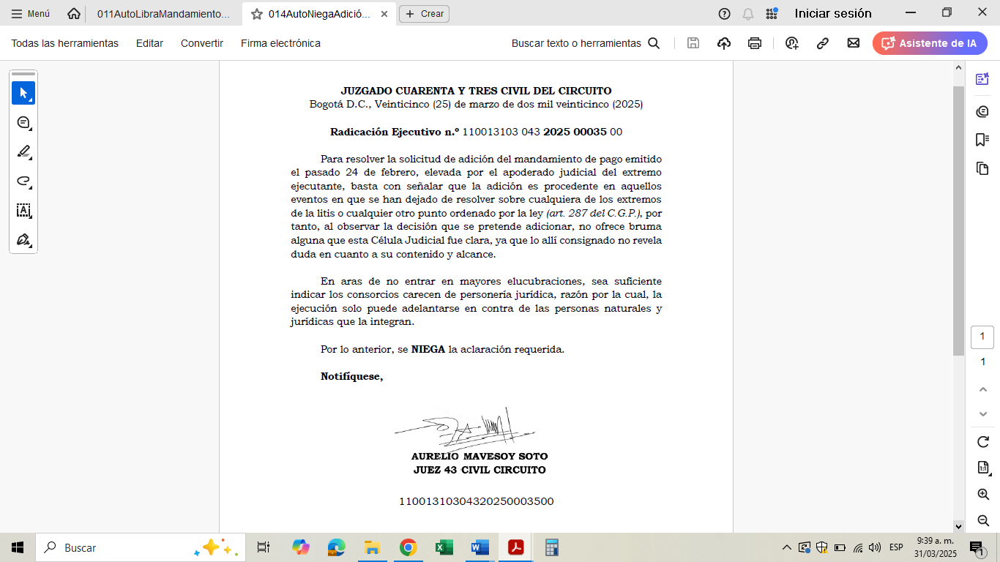 Menú
011AutoLibraMandamiento...
014AutoNiegaAdició...
Crear
Iniciar sesión
Todas las herramientas
Editar
Convertir
Firma electrónica
Buscar texto o herramientas
Asistente de IA
JUZGADO CUARENTA Y TRES CIVIL DEL CIRCUITO
Bogotá D.C., Veinticinco (25) de marzo de dos mil veinticinco (2025)
Radicación Ejecutivo n.º 110013103 043 2025 00035 00
Para resolver la solicitud de adición del mandamiento de pago emitido
el pasado 24 de febrero, elevada por el apoderado judicial del extremo
ejecutante, basta con señalar que la adición es procedente en aquellos
eventos en que se han dejado de resolver sobre cualquiera de los extremos
de la litis o cualquier otro punto ordenado por la ley (art. 287 del C.G.P.), por
tanto, al observar la decisión que se pretende adicionar, no ofrece bruma
alguna que esta Célula Judicial fue clara, ya que lo allí consignado no revela
duda en cuanto a su contenido y alcance.
En aras de no entrar en mayores elucubraciones, sea suficiente
indicar los consorcios carecen de personería jurídica, razón por la cual, la
ejecución solo puede adelantarse en contra de las personas naturales y
jurídicas que la integran.
Por lo anterior, se NIEGA la aclaración requerida.
Notifíquese,
AURELIO MAVESOY SOTO
JUEZ 43 CIVIL CIRCUITO
11001310304320250003500
1
1
Buscar
ESP
9:39 a. m.
31/03/2025
1